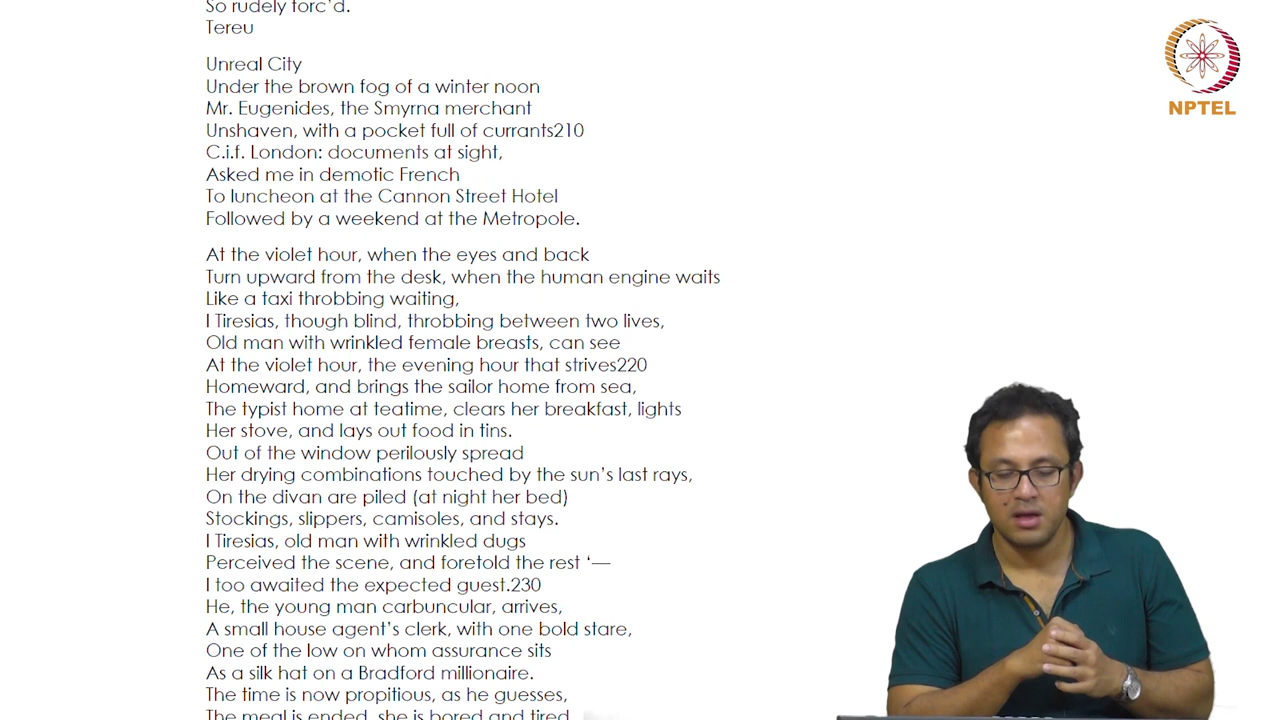 So rudely forc'd.
Tereu
Unreal City
Under the brown fog of a winter noon
Mr. Eugenides, the Smyrna merchant
Unshaven, with a pocket full of currants210
C.i.f. London: documents at sight,
Asked me in demotic French
To luncheon at the Cannon Street Hotel
Followed by a weekend at the Metropole.
At the violet hour, when the eyes and back
Turn upward from the desk, when the human engine waits
Like a taxi throbbing waiting,
I Tiresias, though blind, throbbing between two lives,
Old man with wrinkled female breasts, can see
At the violet hour, the evening hour that strives220
Homeward, and brings the sailor home from sea,
The typist home at teatime, clears her breakfast, lights
Her stove, and lays out food in tins.
Out of the window perilously spread
Her drying combinations touched by the sun's last rays,
On the divan are piled (at night her bed)
Stockings, slippers, camisoles, and stays.
I Tiresias, old man with wrinkled dugs
Perceived the scene, and foretold the rest ‘—
I too awaited the expected guest.230
He, the young man carbuncular, arrives,
A small house agent's clerk, with one bold stare,
One of the low on whom assurance sits
As a silk hat on a Bradford millionaire.
The time is now propitious, as he guesses,
The meal is ended, she is bored and tired
NPTEL